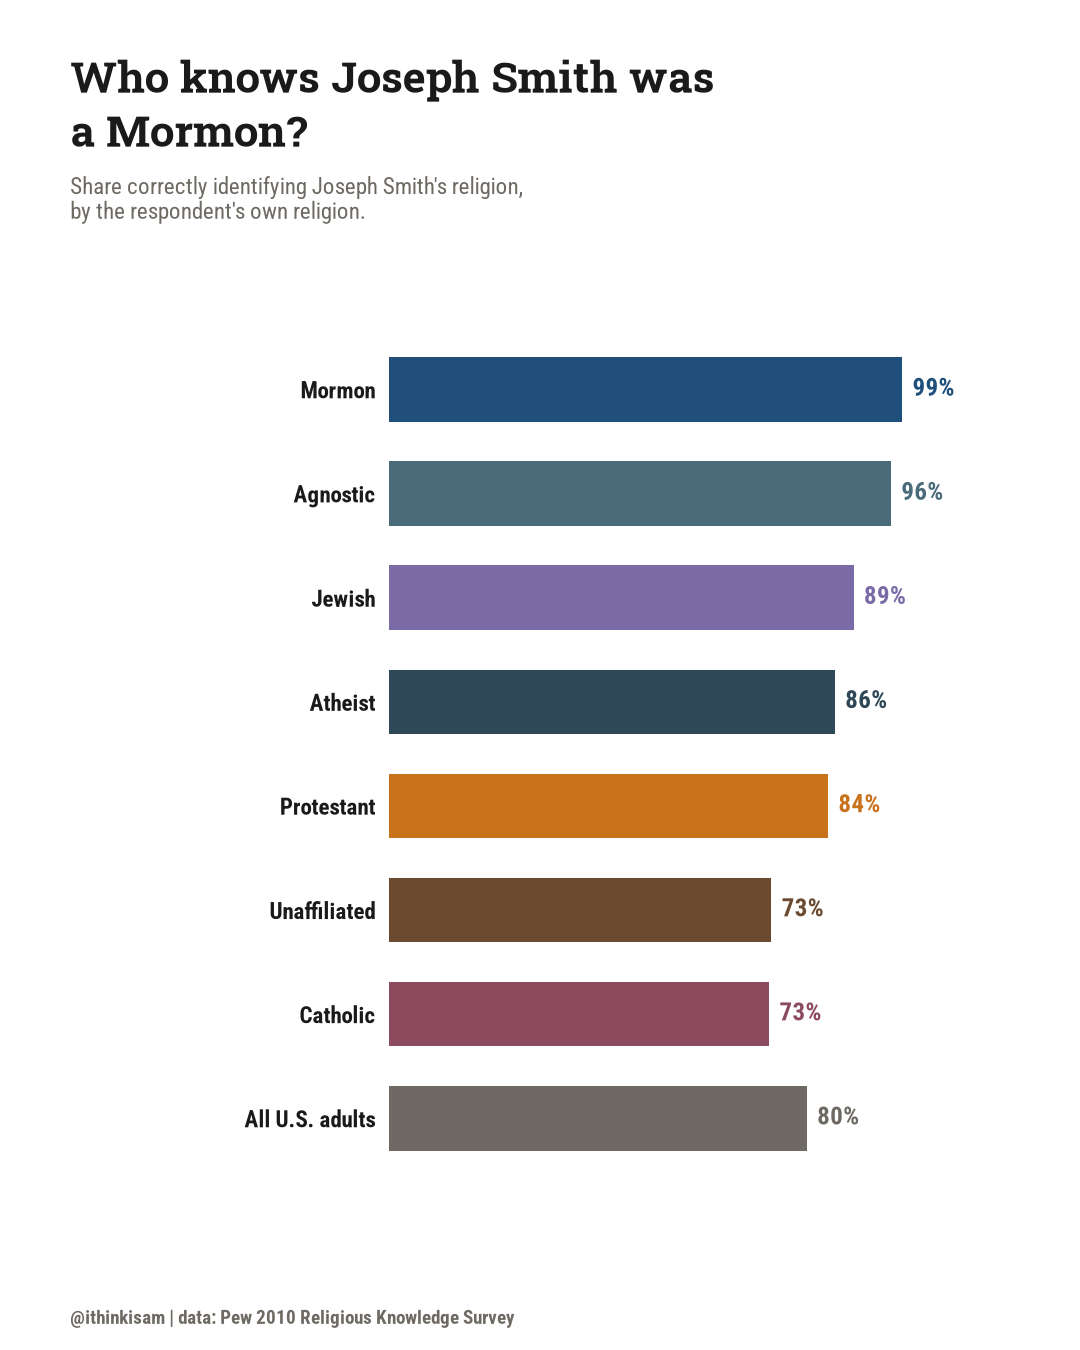 Who knows Joseph Smith was
a Mormon?
Share correctly identifying Joseph Smith's religion,
by the respondent's own religion.
Mormon 99%
Agnostic 96%
Jewish 89%
Atheist 86%
Protestant 84%
Unaffiliated 73%
Catholic 73%
All U.S. adults 80%
@ithinkisam | data: Pew 2010 Religious Knowledge Survey